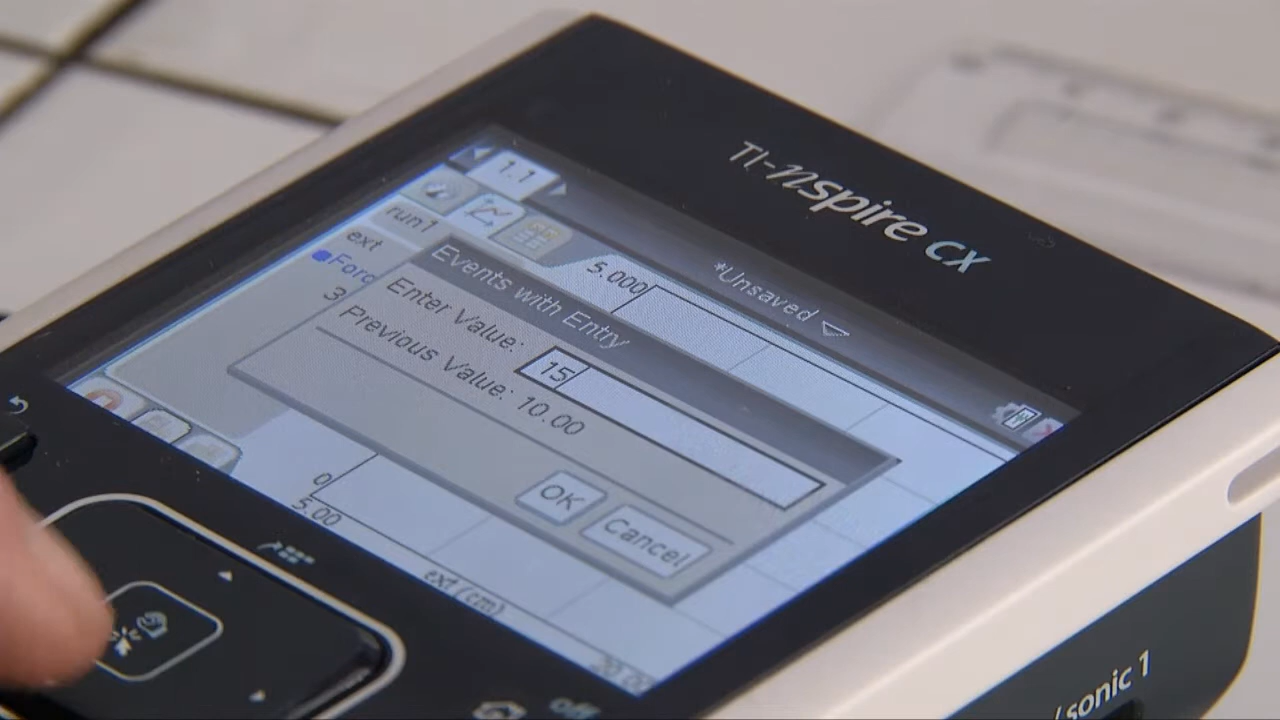 TI-nspire CX
1.1
*Unsaved
run1
ext
Forc
3
5.000
Events with Entry
Enter Value: 15
Previous Value: 10.00
OK
Cancel
0
5.00
ext (cm)
off
sonic 1